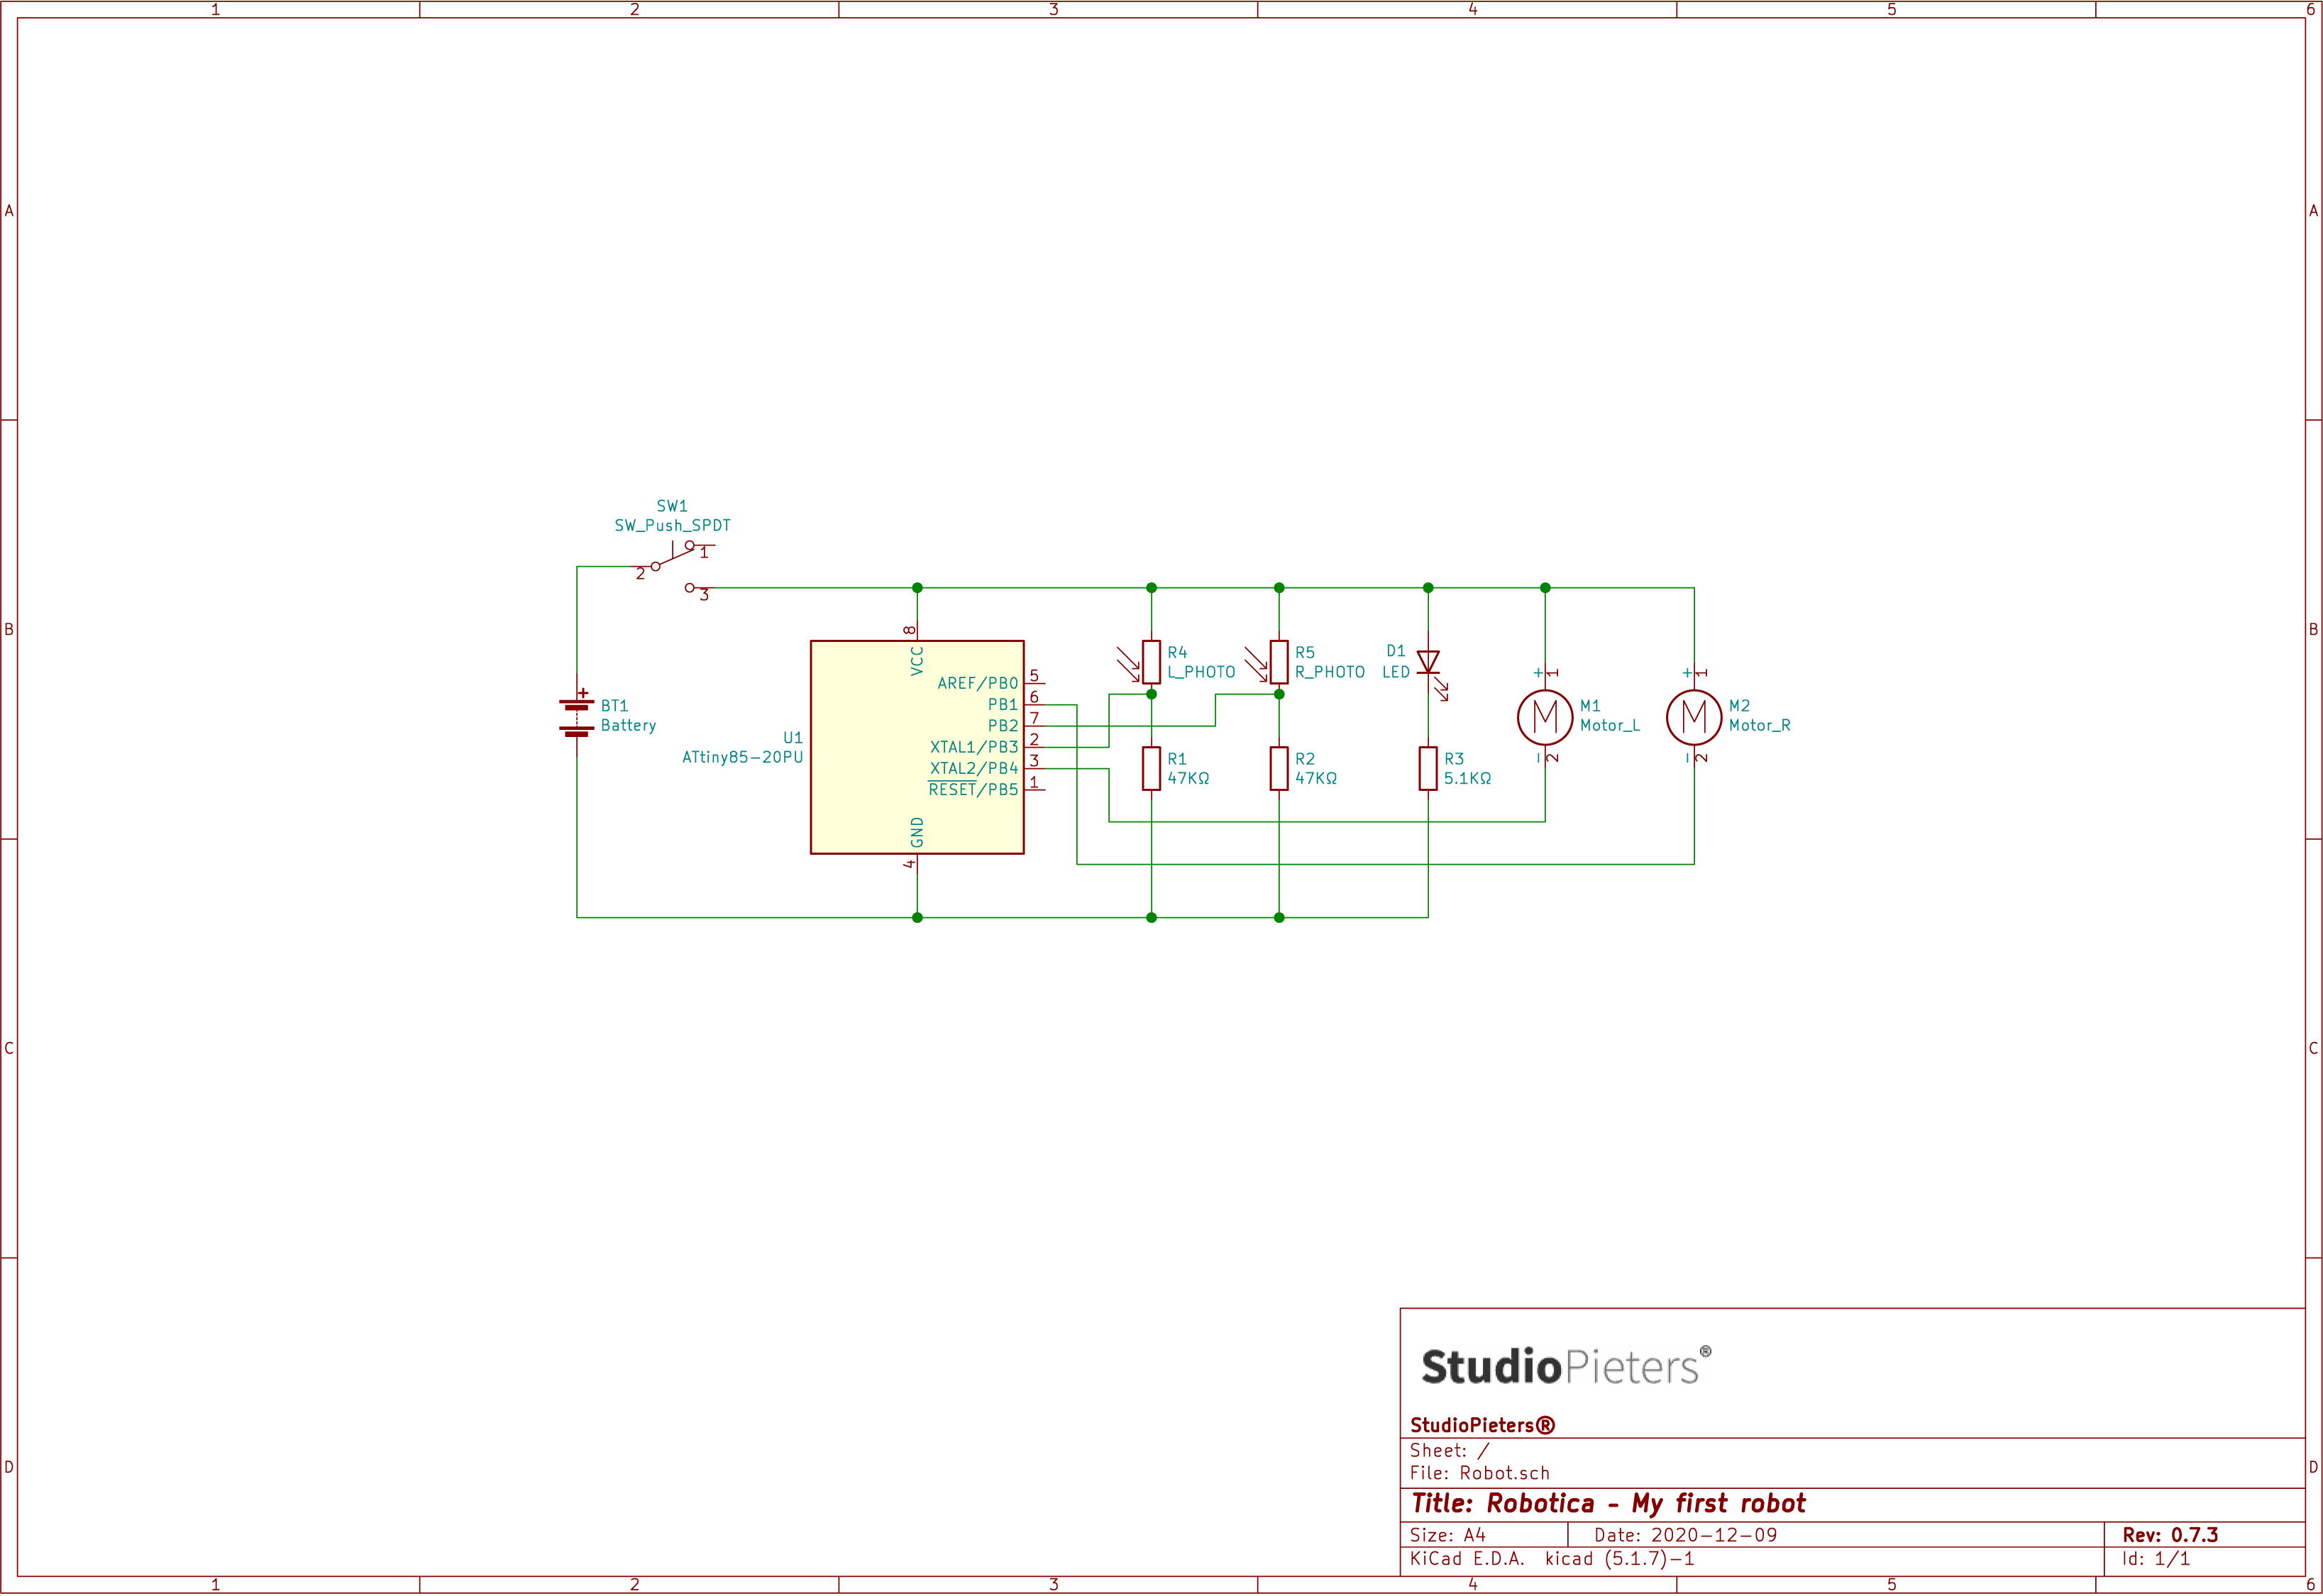 1 2 3 4 5 6
A A
SW1
SW_Push_SPDT
1
2
3
B B
8
VCC
R4
L_PHOTO
R5
R_PHOTO
D1
LED
+ 1
+ 1
AREF/PB0 5
PB1 6
PB2 7
XTAL1/PB3 2
XTAL2/PB4 3
RESET/PB5 1
+
BT1
Battery
U1
ATtiny85-20PU
M
M1
Motor_L
M
M2
Motor_R
- 2
- 2
R1
47KΩ
R2
47KΩ
R3
5.1KΩ
GND
4
C C
StudioPieters®
StudioPieters®
Sheet: /
File: Robot.sch
D D
Title: Robotica - My first robot
Size: A4 Date: 2020-12-09 Rev: 0.7.3
KiCad E.D.A. kicad (5.1.7)-1 Id: 1/1
1 2 3 4 5 6